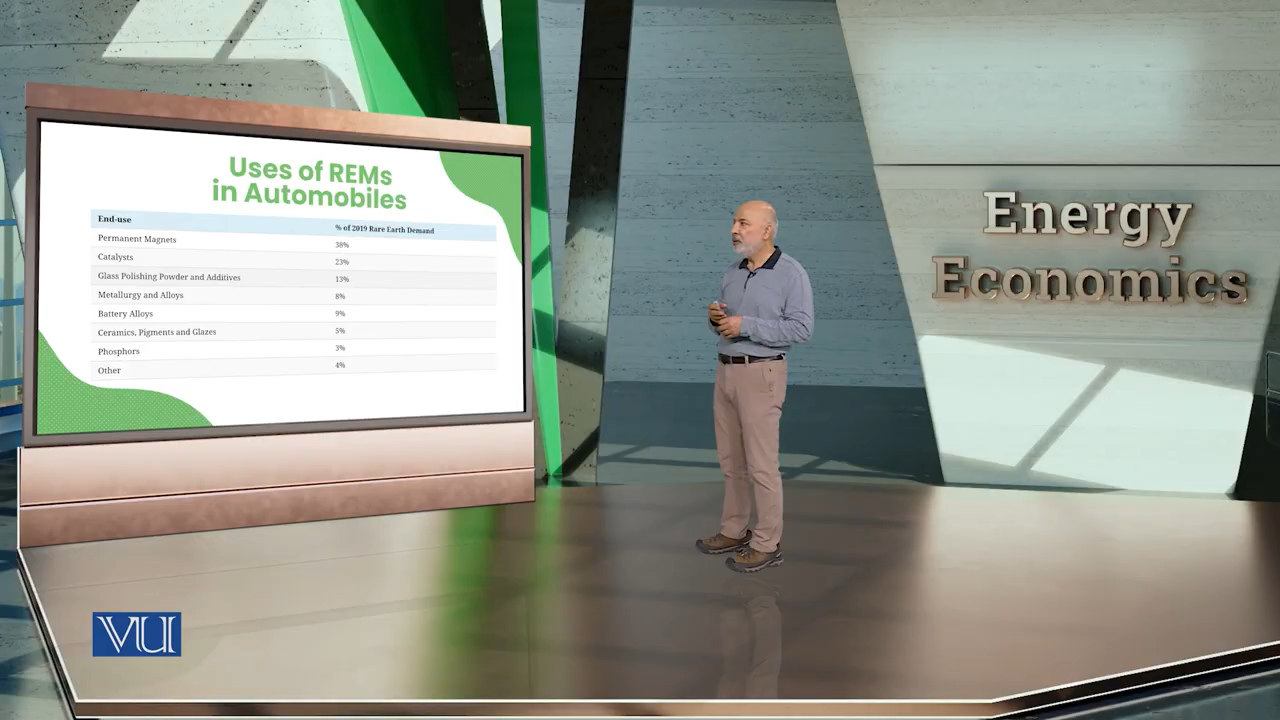 Uses of REMs
in Automobiles
End-use % of 2019 Rare Earth Demand
Permanent Magnets 38%
Catalysts 23%
Glass Polishing Powder and Additives 13%
Metallurgy and Alloys 8%
Battery Alloys 9%
Ceramics, Pigments and Glazes 5%
Phosphors 3%
Other 4%
Energy
Economics
VU